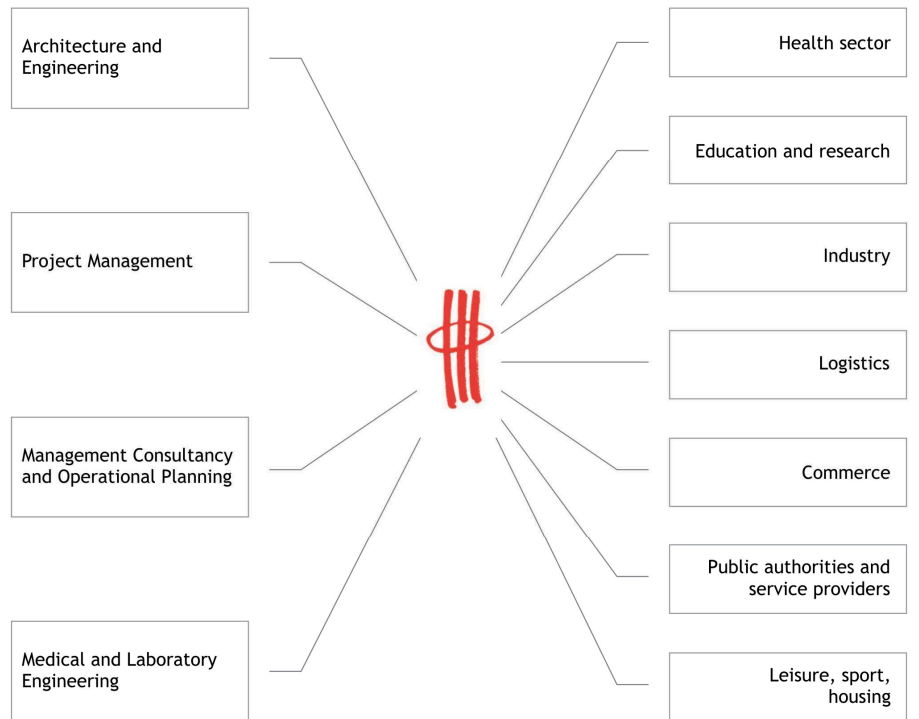 Architecture and
Engineering
Project Management
Management Consultancy
and Operational Planning
Medical and Laboratory
Engineering
Health sector
Education and research
Industry
Logistics
Commerce
Public authorities and
service providers
Leisure, sport,
housing